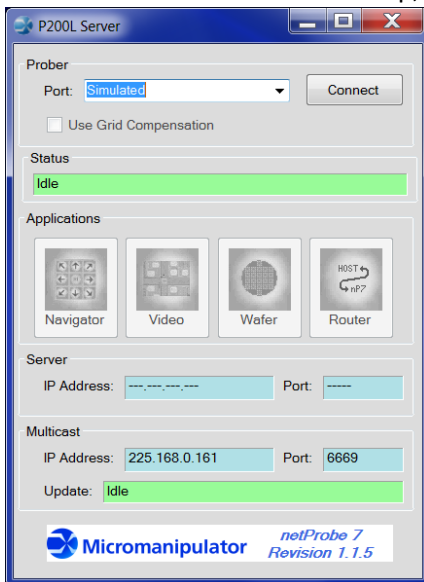 P200L Server
Prober
Port: Simulated Connect
Use Grid Compensation
Status
Idle
Applications
HOST
nP7
Navigator Video Wafer Router
Server
IP Address: ---.---.---.--- Port: -----
Multicast
IP Address: 225.168.0.161 Port: 6669
Update: Idle
Micromanipulator netProbe 7
Revision 1.1.5